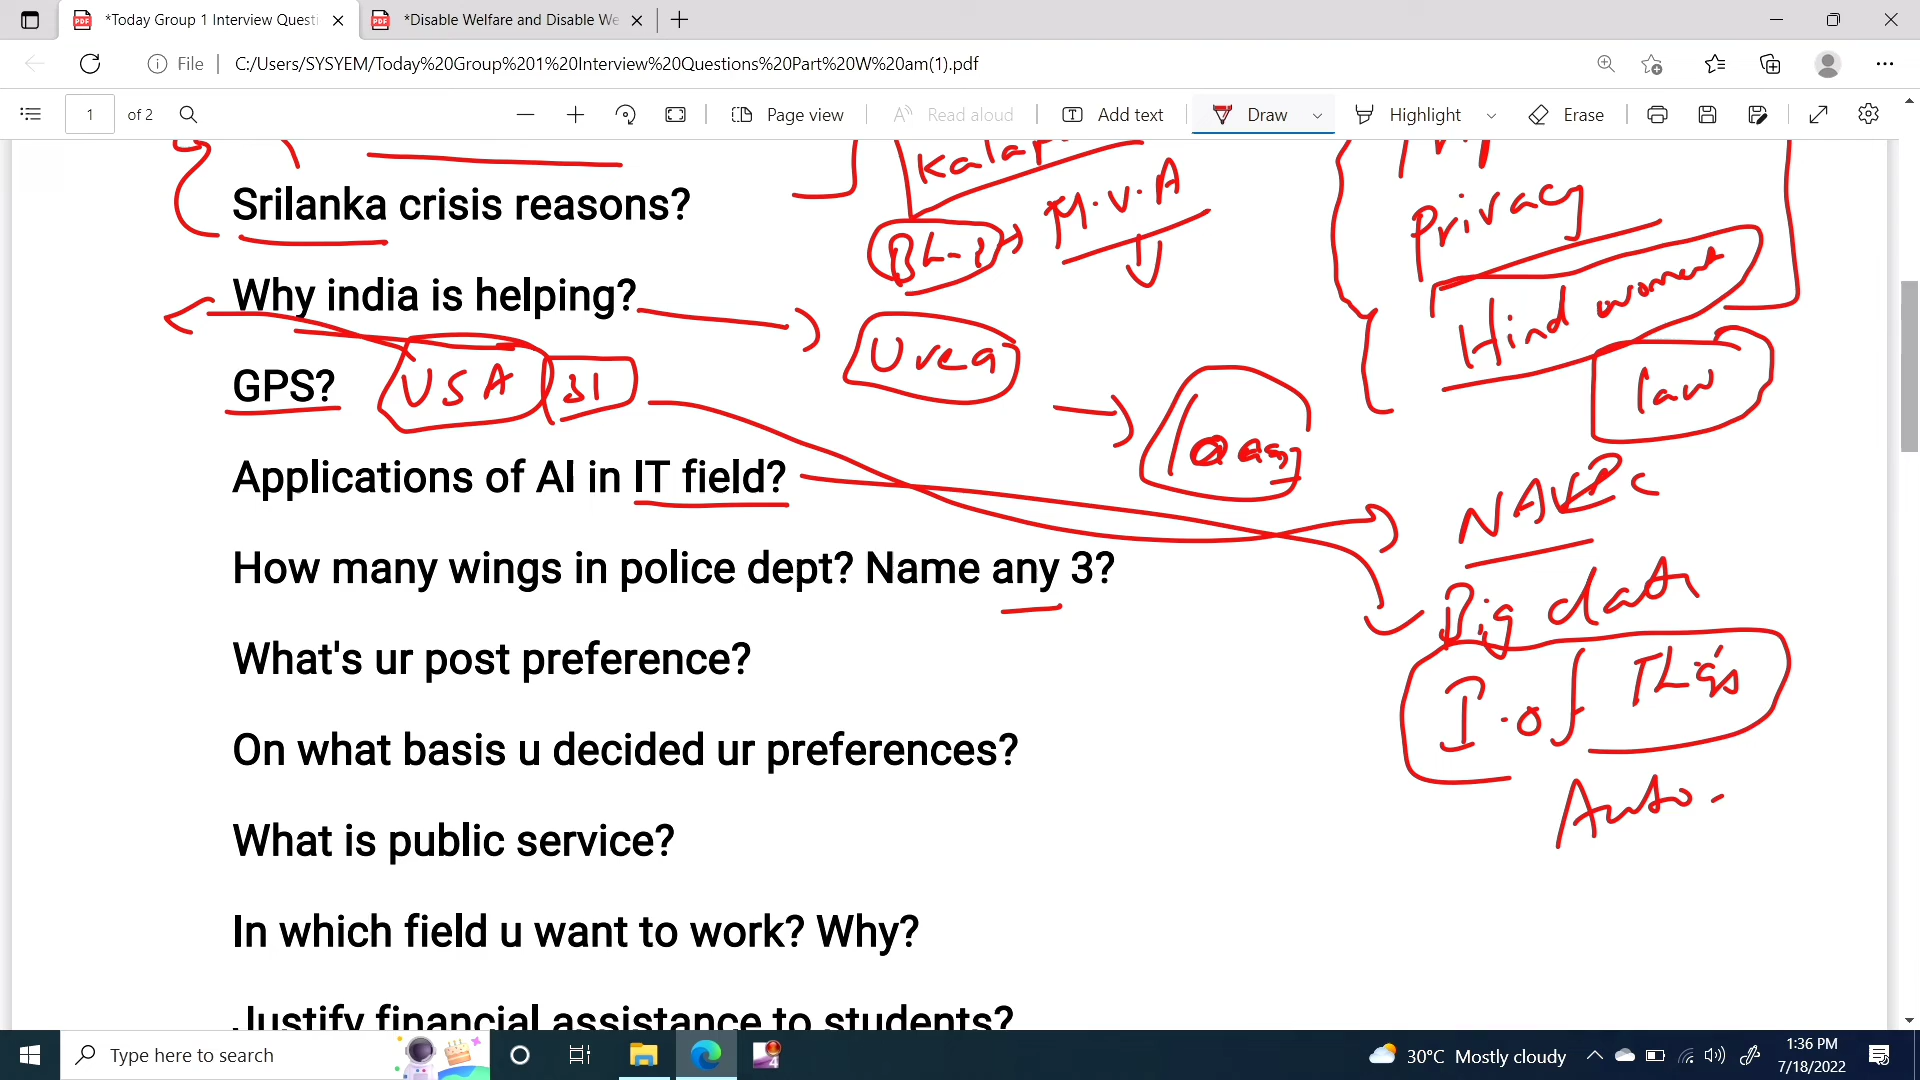 *Today Group 1 Interview Questi
*Disable Welfare and Disable We
File
C:/Users/SYSYEM/Today%20Group%201%20Interview%20Questions%20Part%20W%20am(1).pdf
1 of 2
Page view
Read aloud
Add text
Draw
Highlight
Erase
Srilanka crisis reasons?
M.V.A
Privacy
Why india is helping?
Urea
Hind women
law
GPS? USA 31
Applications of AI in IT field?
How many wings in police dept? Name any 3?
Big data
What's ur post preference?
I.of
On what basis u decided ur preferences?
Auto.
What is public service?
In which field u want to work? Why?
Justify financial assistance to students?
Type here to search
30°C Mostly cloudy
1:36 PM
7/18/2022